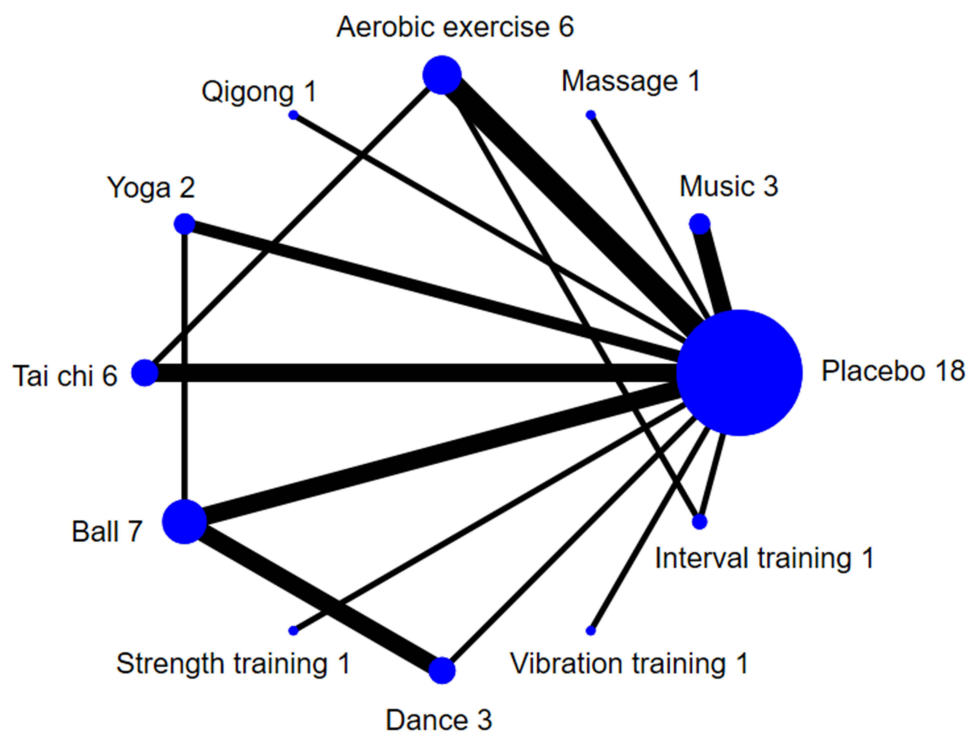 Aerobic exercise 6
Massage 1
Qigong 1
Yoga 2
Music 3
Tai chi 6
Placebo 18
Ball 7
Interval training 1
Strength training 1
Vibration training 1
Dance 3